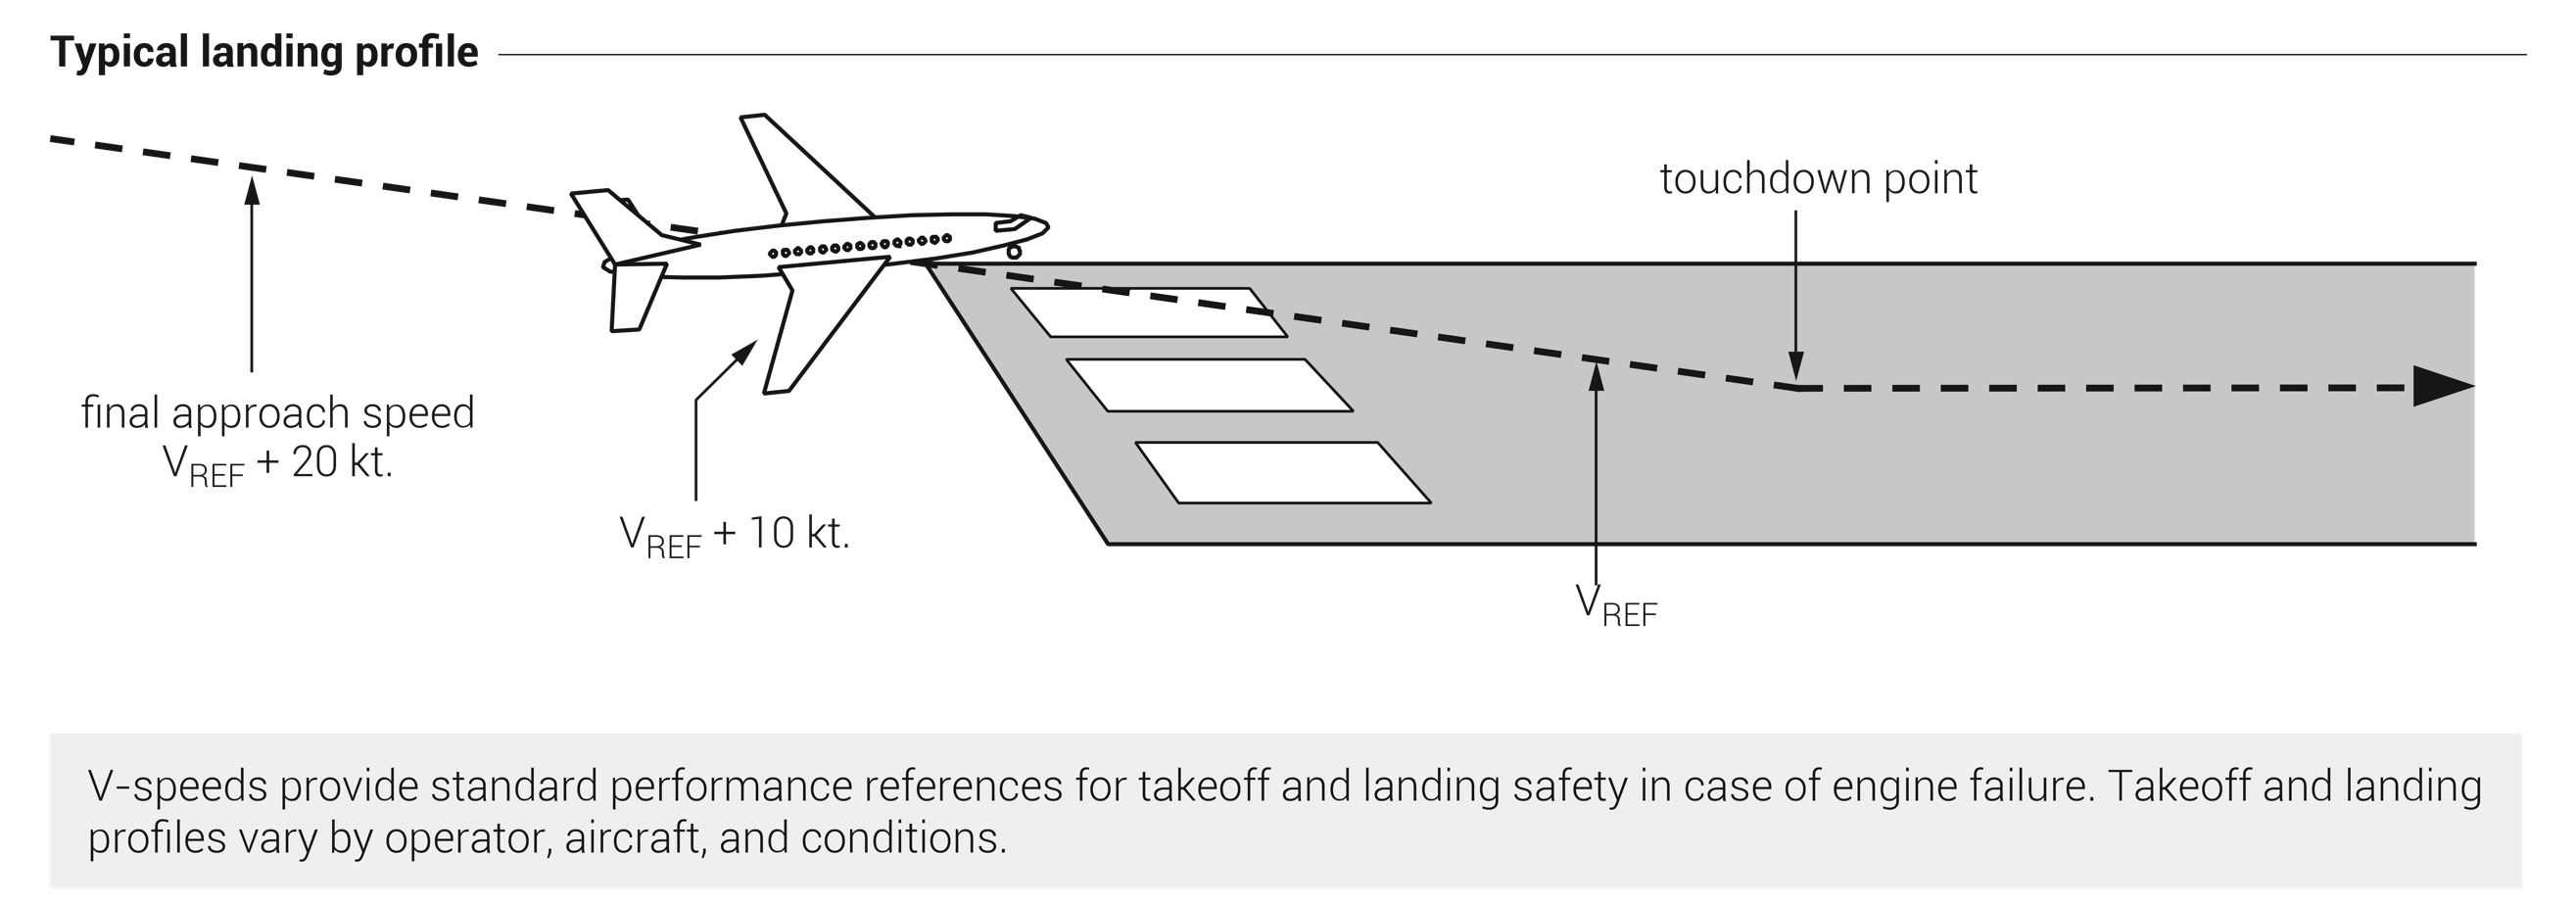 Typical landing profile
touchdown point
final approach speed
VREF + 20 kt.
VREF + 10 kt.
VREF
V-speeds provide standard performance references for takeoff and landing safety in case of engine failure. Takeoff and landing
profiles vary by operator, aircraft, and conditions.